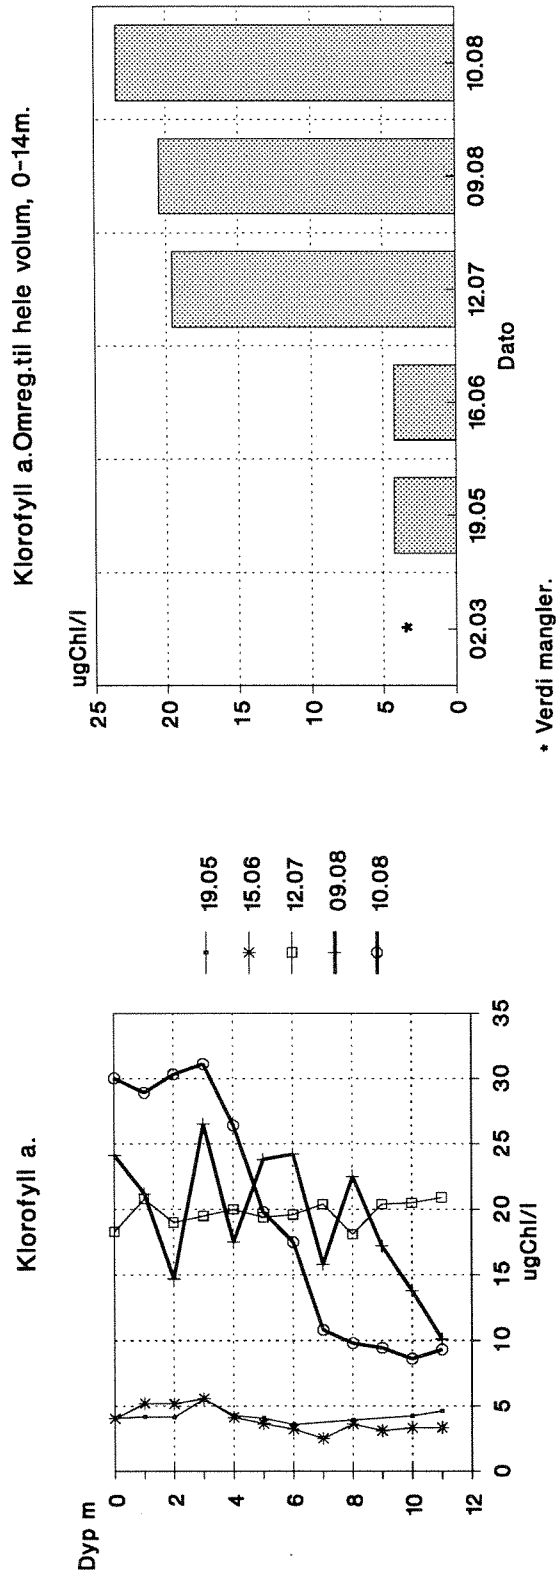 Klorofyll a.
Dyp m
0
2
4
6
8
10
12
0 5 10 15 20 25 30 35
ugChl/l
19.05
15.06
12.07
09.08
10.08
Klorofyll a.Omreg.til hele volum, 0-14m.
ugChl/l
25
20
15
10
5
0
02.03 19.05 16.06 12.07 09.08 10.08
Dato
* Verdi mangler.